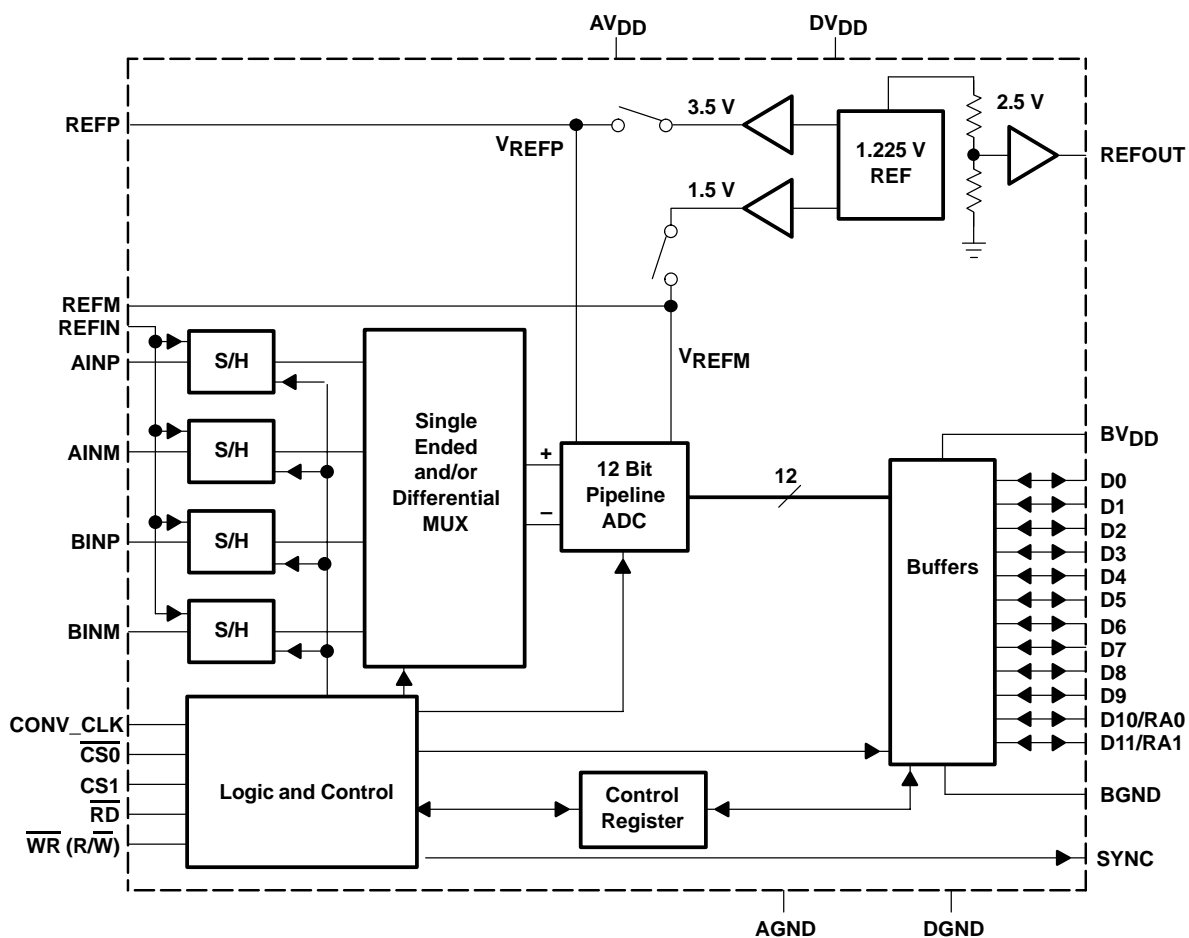 AVDD
DVDD
REFP
3.5 V
VREFP
1.225 V
REF
2.5 V
REFOUT
1.5 V
REFM
REFIN
AINP
S/H
VREFM
AINM
S/H
Single
Ended
and/or
Differential
MUX
+
−
12 Bit
Pipeline
ADC
12
BINP
S/H
BINM
S/H
Buffers
BVDD
D0
D1
D2
D3
D4
D5
D6
D7
D8
D9
D10/RA0
D11/RA1
BGND
CONV_CLK
C̅S̅0̅
CS1
R̅D̅
W̅R̅ (R/W̅)
Logic and Control
Control
Register
SYNC
AGND
DGND